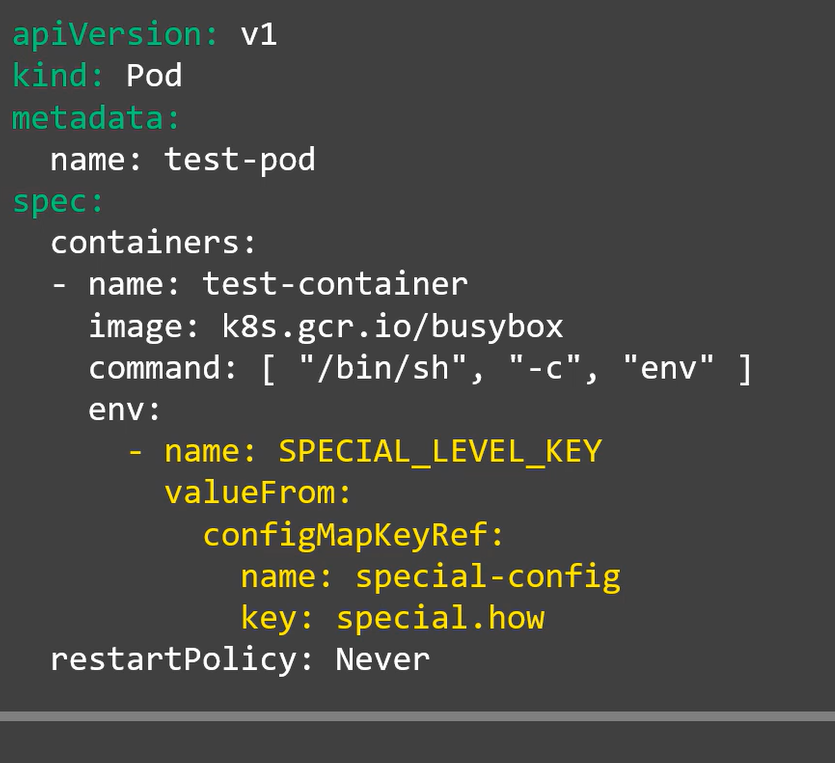 apiVersion: v1
kind: Pod
metadata:
  name: test-pod
spec:
  containers:
  - name: test-container
    image: k8s.gcr.io/busybox
    command: [ "/bin/sh", "-c", "env" ]
    env:
      - name: SPECIAL_LEVEL_KEY
        valueFrom:
          configMapKeyRef:
            name: special-config
            key: special.how
  restartPolicy: Never